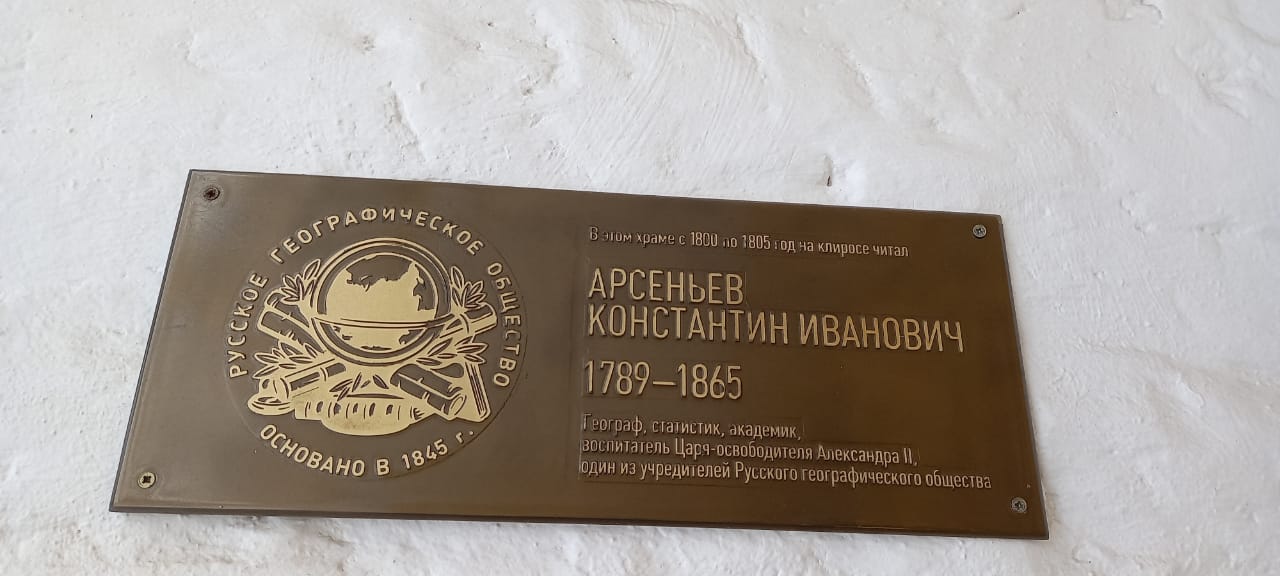 РУССКОЕ ГЕОГРАФИЧЕСКОЕ ОБЩЕСТВО
ОСНОВАНО В 1845 г.
В этом храме с 1800 по 1805 год на клиросе читал
АРСЕНЬЕВ
КОНСТАНТИН ИВАНОВИЧ
1789–1865
Географ, статистик, академик,
воспитатель Царя-освободителя Александра II,
один из учредителей Русского географического общества